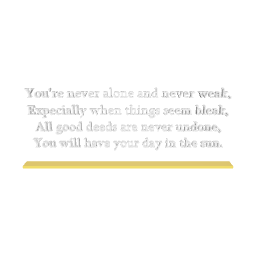 You're never alone and never weak,
Expecially when things seem bleak,
All good deeds are never undone,
You will have your day in the sun.